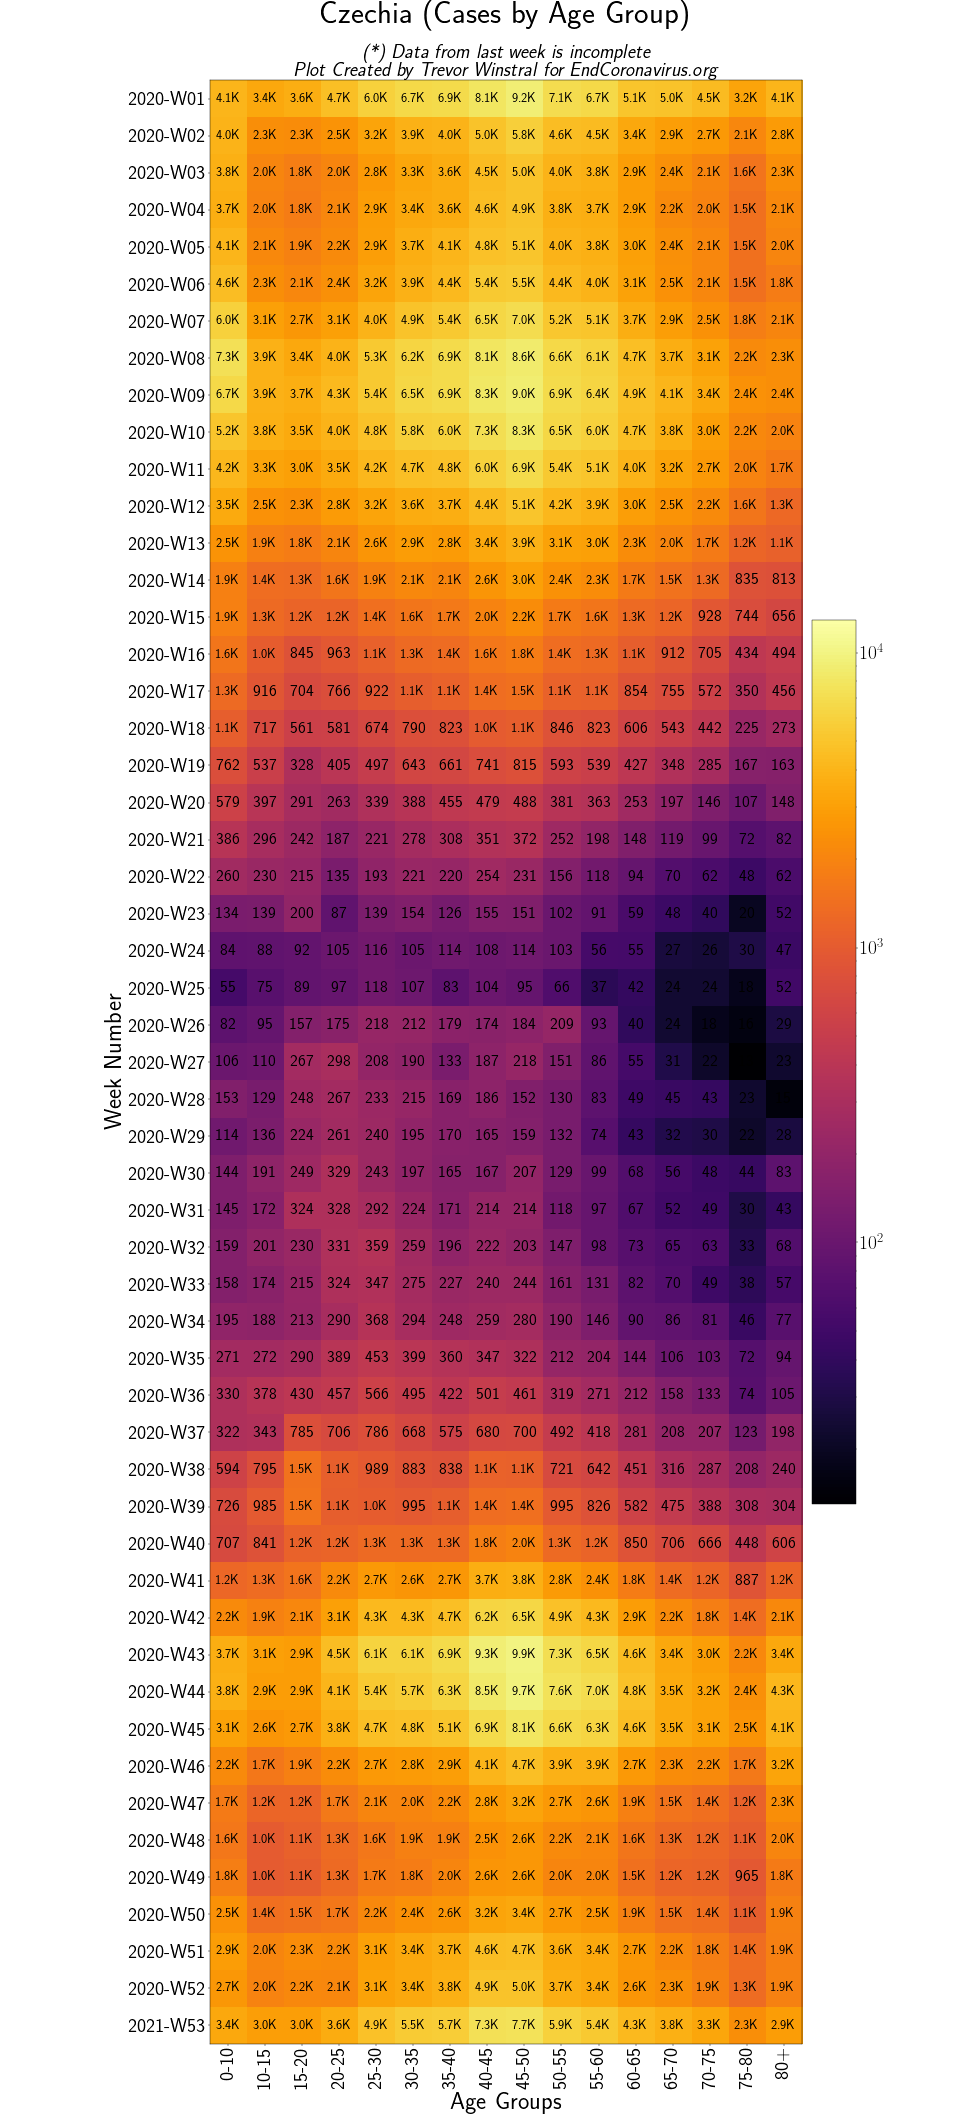 Czechia (Cases by Age Group)
(*) Data from last week is incomplete
Plot Created by Trevor Winstral for EndCoronavirus.org
2020-W01 4.1K 3.4K 3.6K 4.7K 6.0K 6.7K 6.9K 8.1K 9.2K 7.1K 6.7K 5.1K 5.0K 4.5K 3.2K 4.1K
2020-W02 4.0K 2.3K 2.3K 2.5K 3.2K 3.9K 4.0K 5.0K 5.8K 4.6K 4.5K 3.4K 2.9K 2.7K 2.1K 2.8K
2020-W03 3.8K 2.0K 1.8K 2.0K 2.8K 3.3K 3.6K 4.5K 5.0K 4.0K 3.8K 2.9K 2.4K 2.1K 1.6K 2.3K
2020-W04 3.7K 2.0K 1.8K 2.1K 2.9K 3.4K 3.6K 4.6K 4.9K 3.8K 3.7K 2.9K 2.2K 2.0K 1.5K 2.1K
2020-W05 4.1K 2.1K 1.9K 2.2K 2.9K 3.7K 4.1K 4.8K 5.1K 4.0K 3.8K 3.0K 2.4K 2.1K 1.5K 2.0K
2020-W06 4.6K 2.3K 2.1K 2.4K 3.2K 3.9K 4.4K 5.4K 5.5K 4.4K 4.0K 3.1K 2.5K 2.1K 1.5K 1.8K
2020-W07 6.0K 3.1K 2.7K 3.1K 4.0K 4.9K 5.4K 6.5K 7.0K 5.2K 5.1K 3.7K 2.9K 2.5K 1.8K 2.1K
2020-W08 7.3K 3.9K 3.4K 4.0K 5.3K 6.2K 6.9K 8.1K 8.6K 6.6K 6.1K 4.7K 3.7K 3.1K 2.2K 2.3K
2020-W09 6.7K 3.9K 3.7K 4.3K 5.4K 6.5K 6.9K 8.3K 9.0K 6.9K 6.4K 4.9K 4.1K 3.4K 2.4K 2.4K
2020-W10 5.2K 3.8K 3.5K 4.0K 4.8K 5.8K 6.0K 7.3K 8.3K 6.5K 6.0K 4.7K 3.8K 3.0K 2.2K 2.0K
2020-W11 4.2K 3.3K 3.0K 3.5K 4.2K 4.7K 4.8K 6.0K 6.9K 5.4K 5.1K 4.0K 3.2K 2.7K 2.0K 1.7K
2020-W12 3.5K 2.5K 2.3K 2.8K 3.2K 3.6K 3.7K 4.4K 5.1K 4.2K 3.9K 3.0K 2.5K 2.2K 1.6K 1.3K
2020-W13 2.5K 1.9K 1.8K 2.1K 2.6K 2.9K 2.8K 3.4K 3.9K 3.1K 3.0K 2.3K 2.0K 1.7K 1.2K 1.1K
2020-W14 1.9K 1.4K 1.3K 1.6K 1.9K 2.1K 2.1K 2.6K 3.0K 2.4K 2.3K 1.7K 1.5K 1.3K 835 813
2020-W15 1.9K 1.3K 1.2K 1.2K 1.4K 1.6K 1.7K 2.0K 2.2K 1.7K 1.6K 1.3K 1.2K 928 744 656
2020-W16 1.6K 1.0K 845 963 1.1K 1.3K 1.4K 1.6K 1.8K 1.4K 1.3K 1.1K 912 705 434 494
2020-W17 1.3K 916 704 766 922 1.1K 1.1K 1.4K 1.5K 1.1K 1.1K 854 755 572 350 456
2020-W18 1.1K 717 561 581 674 790 823 1.0K 1.1K 846 823 606 543 442 225 273
2020-W19 762 537 328 405 497 643 661 741 815 593 539 427 348 285 167 163
2020-W20 579 397 291 263 339 388 455 479 488 381 363 253 197 146 107 148
2020-W21 386 296 242 187 221 278 308 351 372 252 198 148 119 99 72 82
2020-W22 260 230 215 135 193 221 220 254 231 156 118 94 70 62 48 62
2020-W23 134 139 200 87 139 154 126 155 151 102 91 59 48 40 20 52
2020-W24 84 88 92 105 116 105 114 108 114 103 56 55 27 26 30 47
2020-W25 55 75 89 97 118 107 83 104 95 66 37 42 24 24 18 52
2020-W26 82 95 157 175 218 212 179 174 184 209 93 40 24 29
2020-W27 106 110 267 298 208 190 133 187 218 151 86 55 31 22 23
2020-W28 153 129 248 267 233 215 169 186 152 130 83 49 45 43 23
2020-W29 114 136 224 261 240 195 170 165 159 132 74 43 32 30 22 28
2020-W30 144 191 249 329 243 197 165 167 207 129 99 68 56 48 44 83
2020-W31 145 172 324 328 292 224 171 214 214 118 97 67 52 49 30 43
2020-W32 159 201 230 331 359 259 196 222 203 147 98 73 65 63 33 68
2020-W33 158 174 215 324 347 275 227 240 244 161 131 82 70 49 38 57
2020-W34 195 188 213 290 368 294 248 259 280 190 146 90 86 81 46 77
2020-W35 271 272 290 389 453 399 360 347 322 212 204 144 106 103 72 94
2020-W36 330 378 430 457 566 495 422 501 461 319 271 212 158 133 74 105
2020-W37 322 343 785 706 786 668 575 680 700 492 418 281 208 207 123 198
2020-W38 594 795 1.5K 1.1K 989 883 838 1.1K 1.1K 721 642 451 316 287 208 240
2020-W39 726 985 1.5K 1.1K 1.0K 995 1.1K 1.4K 1.4K 995 826 582 475 388 308 304
2020-W40 707 841 1.2K 1.2K 1.3K 1.3K 1.3K 1.8K 2.0K 1.3K 1.2K 850 706 666 448 606
2020-W41 1.2K 1.3K 1.6K 2.2K 2.7K 2.6K 2.7K 3.7K 3.8K 2.8K 2.4K 1.8K 1.4K 1.2K 887 1.2K
2020-W42 2.2K 1.9K 2.1K 3.1K 4.3K 4.3K 4.7K 6.2K 6.5K 4.9K 4.3K 2.9K 2.2K 1.8K 1.4K 2.1K
2020-W43 3.7K 3.1K 2.9K 4.5K 6.1K 6.1K 6.9K 9.3K 9.9K 7.3K 6.5K 4.6K 3.4K 3.0K 2.2K 3.4K
2020-W44 3.8K 2.9K 2.9K 4.1K 5.4K 5.7K 6.3K 8.5K 9.7K 7.6K 7.0K 4.8K 3.5K 3.2K 2.4K 4.3K
2020-W45 3.1K 2.6K 2.7K 3.8K 4.7K 4.8K 5.1K 6.9K 8.1K 6.6K 6.3K 4.6K 3.5K 3.1K 2.5K 4.1K
2020-W46 2.2K 1.7K 1.9K 2.2K 2.7K 2.8K 2.9K 4.1K 4.7K 3.9K 3.9K 2.7K 2.3K 2.2K 1.7K 3.2K
2020-W47 1.7K 1.2K 1.2K 1.7K 2.1K 2.0K 2.2K 2.8K 3.2K 2.7K 2.6K 1.9K 1.5K 1.4K 1.2K 2.3K
2020-W48 1.6K 1.0K 1.1K 1.3K 1.6K 1.9K 1.9K 2.5K 2.6K 2.2K 2.1K 1.6K 1.3K 1.2K 1.1K 2.0K
2020-W49 1.8K 1.0K 1.1K 1.3K 1.7K 1.8K 2.0K 2.6K 2.6K 2.0K 2.0K 1.5K 1.2K 1.2K 965 1.8K
2020-W50 2.5K 1.4K 1.5K 1.7K 2.2K 2.4K 2.6K 3.2K 3.4K 2.7K 2.5K 1.9K 1.5K 1.4K 1.1K 1.9K
2020-W51 2.9K 2.0K 2.3K 2.2K 3.1K 3.4K 3.7K 4.6K 4.7K 3.6K 3.4K 2.7K 2.2K 1.8K 1.4K 1.9K
2020-W52 2.7K 2.0K 2.2K 2.1K 3.1K 3.4K 3.8K 4.9K 5.0K 3.7K 3.4K 2.6K 2.3K 1.9K 1.3K 1.9K
2021-W53 3.4K 3.0K 3.0K 3.6K 4.9K 5.5K 5.7K 7.3K 7.7K 5.9K 5.4K 4.3K 3.8K 3.3K 2.3K 2.9K
0-10 10-15 15-20 20-25 25-30 30-35 35-40 40-45 45-50 50-55 55-60 60-65 65-70 70-75 75-80 80+
Age Groups
Week Number
10⁴
10³
10²